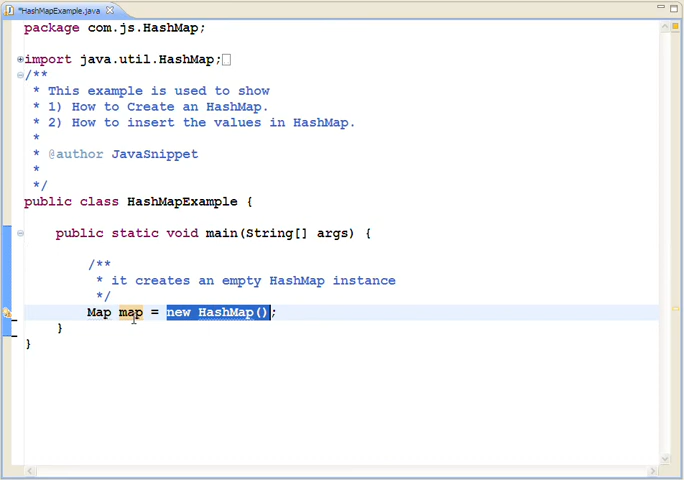 *HashMapExample.java
package com.js.HashMap;
import java.util.HashMap;
/**
* This example is used to show
* 1) How to Create an HashMap.
* 2) How to insert the values in HashMap.
*
* @author JavaSnippet
*
*/
public class HashMapExample {
public static void main(String[] args) {
/**
* it creates an empty HashMap instance
*/
Map map = new HashMap();
}
}